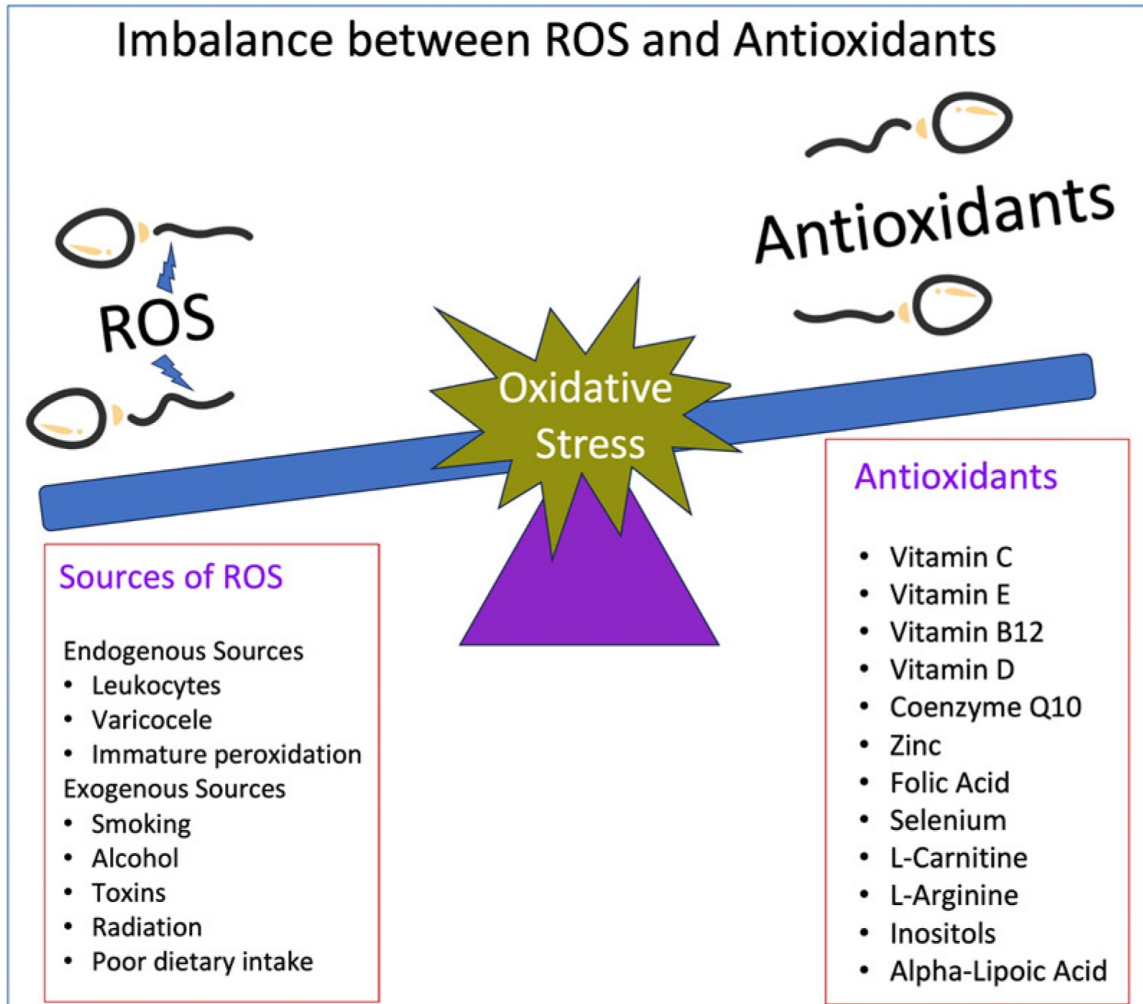 Imbalance between ROS and Antioxidants
Antioxidants
ROS
Oxidative
Stress
Sources of ROS
Endogenous Sources
• Leukocytes
• Varicocele
• Immature peroxidation
Exogenous Sources
• Smoking
• Alcohol
• Toxins
• Radiation
• Poor dietary intake
Antioxidants
• Vitamin C
• Vitamin E
• Vitamin B12
• Vitamin D
• Coenzyme Q10
• Zinc
• Folic Acid
• Selenium
• L-Carnitine
• L-Arginine
• Inositols
• Alpha-Lipoic Acid